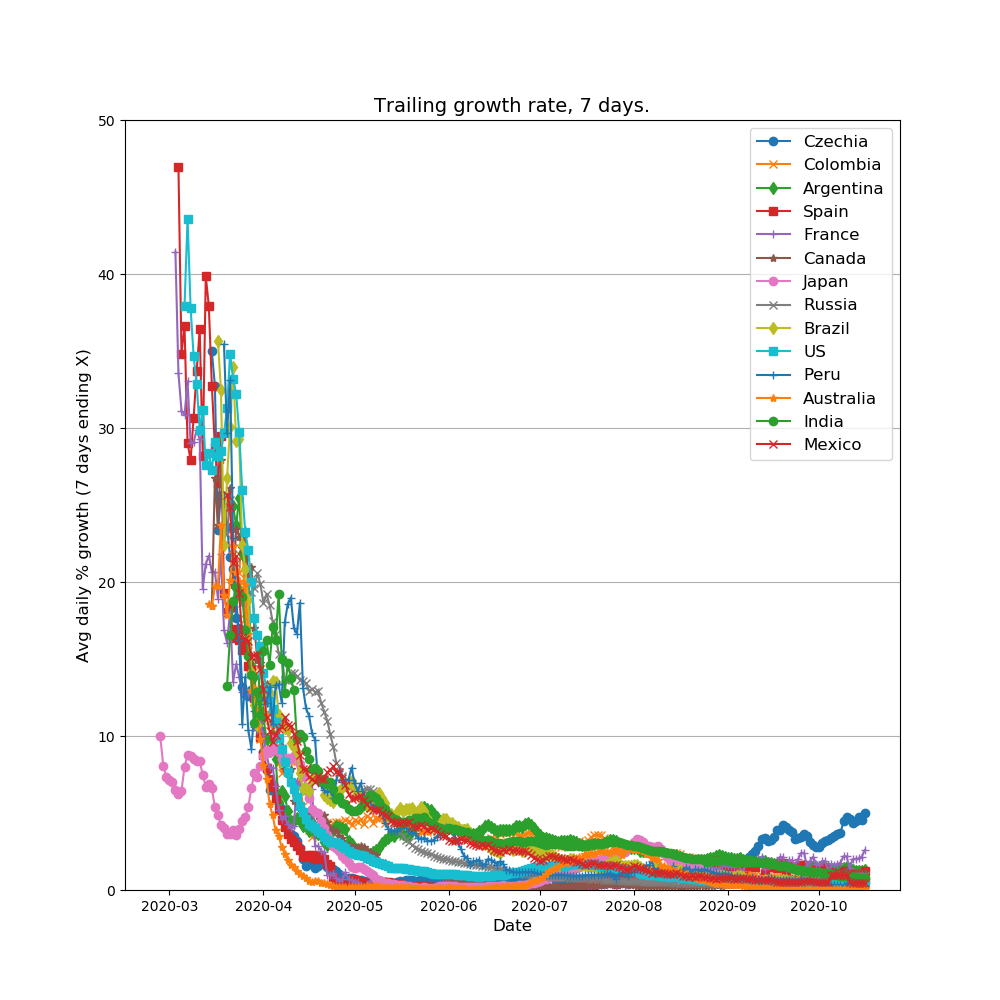 Trailing growth rate, 7 days.
50
40
30
20
10
0
Avg daily % growth (7 days ending X)
Czechia
Colombia
Argentina
Spain
France
Canada
Japan
Russia
Brazil
US
Peru
Australia
India
Mexico
2020-03 2020-04 2020-05 2020-06 2020-07 2020-08 2020-09 2020-10
Date